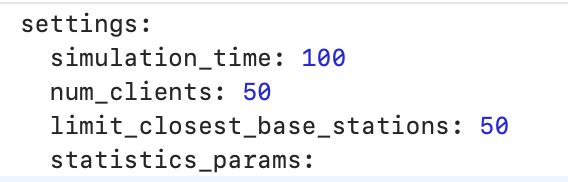 settings:
  simulation_time: 100
  num_clients: 50
  limit_closest_base_stations: 50
  statistics_params: